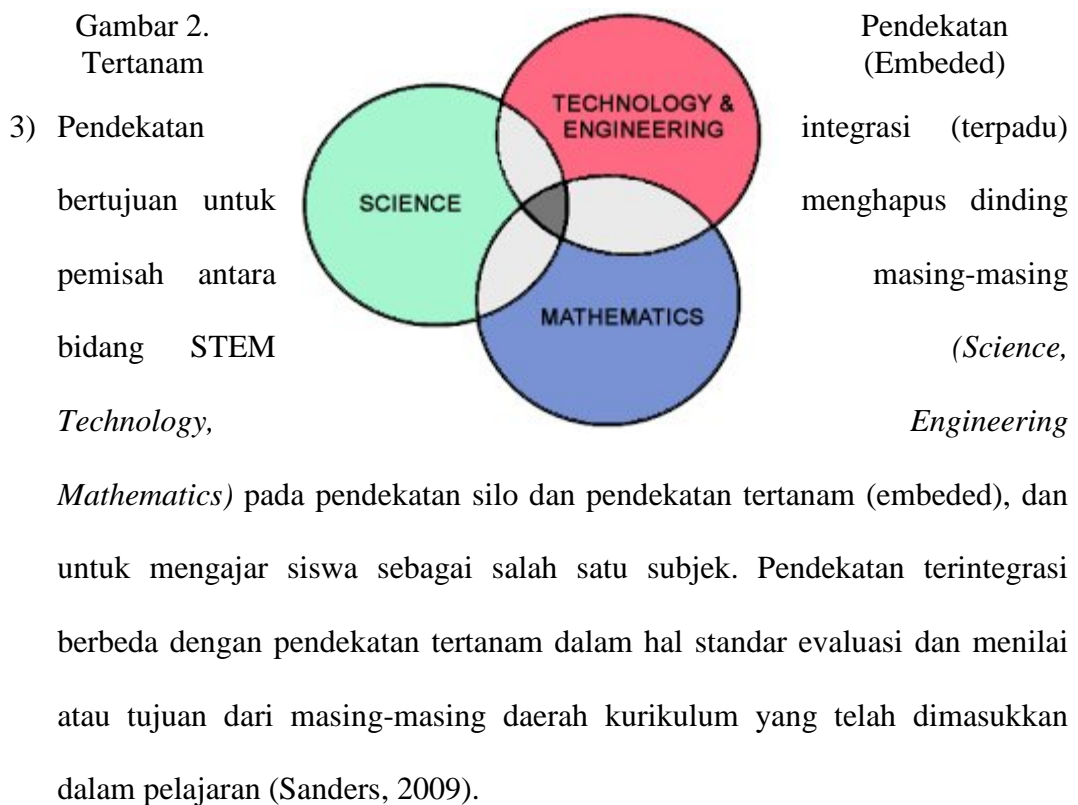 Gambar 2. Pendekatan
Tertanam (Embeded)
TECHNOLOGY &
ENGINEERING
SCIENCE
MATHEMATICS
3) Pendekatan integrasi (terpadu)
bertujuan untuk menghapus dinding
pemisah antara masing-masing
bidang STEM (Science,
Technology, Engineering
Mathematics) pada pendekatan silo dan pendekatan tertanam (embeded), dan
untuk mengajar siswa sebagai salah satu subjek. Pendekatan terintegrasi
berbeda dengan pendekatan tertanam dalam hal standar evaluasi dan menilai
atau tujuan dari masing-masing daerah kurikulum yang telah dimasukkan
dalam pelajaran (Sanders, 2009).